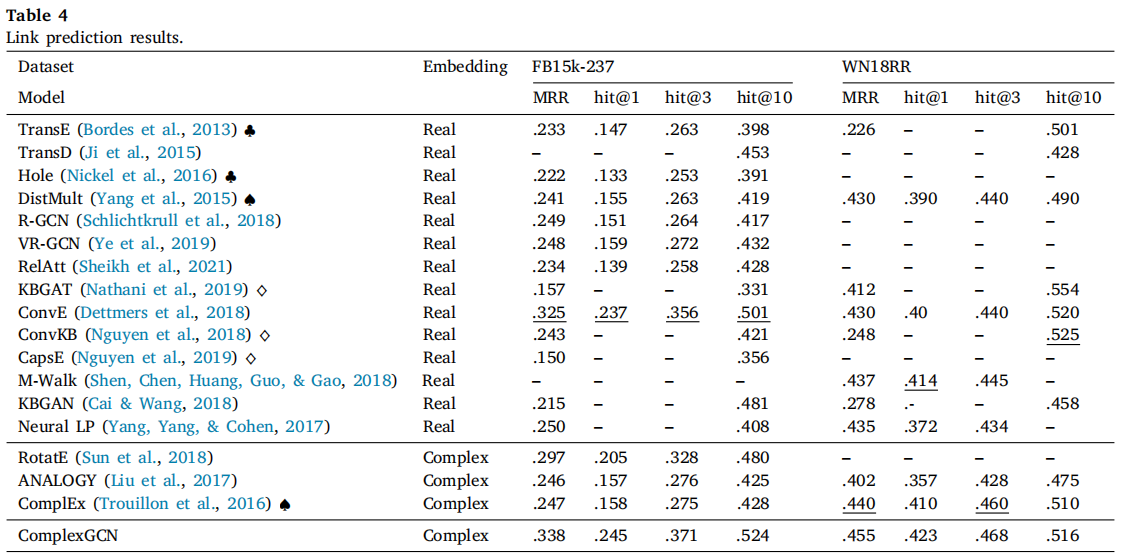 Table 4
Link prediction results.
Dataset Embedding FB15k-237 WN18RR
Model MRR hit@1 hit@3 hit@10 MRR hit@1 hit@3 hit@10
TransE (Bordes et al., 2013) ♣ Real .233 .147 .263 .398 .226 – – .501
TransD (Ji et al., 2015) Real – – – .453 – – – .428
Hole (Nickel et al., 2016) ♣ Real .222 .133 .253 .391 – – – –
DistMult (Yang et al., 2015) ♠ Real .241 .155 .263 .419 .430 .390 .440 .490
R-GCN (Schlichtkrull et al., 2018) Real .249 .151 .264 .417 – – – –
VR-GCN (Ye et al., 2019) Real .248 .159 .272 .432 – – – –
RelAtt (Sheikh et al., 2021) Real .234 .139 .258 .428 – – – –
KBGAT (Nathani et al., 2019) ◇ Real .157 – – .331 .412 – – .554
ConvE (Dettmers et al., 2018) Real .325 .237 .356 .501 .430 .40 .440 .520
ConvKB (Nguyen et al., 2018) ◇ Real .243 – – .421 .248 – – .525
CapsE (Nguyen et al., 2019) ◇ Real .150 – – .356 – – – –
M-Walk (Shen, Chen, Huang, Guo, & Gao, 2018) Real – – – – .437 .414 .445 –
KBGAN (Cai & Wang, 2018) Real .215 – – .481 .278 .- – .458
Neural LP (Yang, Yang, & Cohen, 2017) Real .250 – – .408 .435 .372 .434 –
RotatE (Sun et al., 2018) Complex .297 .205 .328 .480 – – – –
ANALOGY (Liu et al., 2017) Complex .246 .157 .276 .425 .402 .357 .428 .475
ComplEx (Trouillon et al., 2016) ♠ Complex .247 .158 .275 .428 .440 .410 .460 .510
ComplexGCN Complex .338 .245 .371 .524 .455 .423 .468 .516